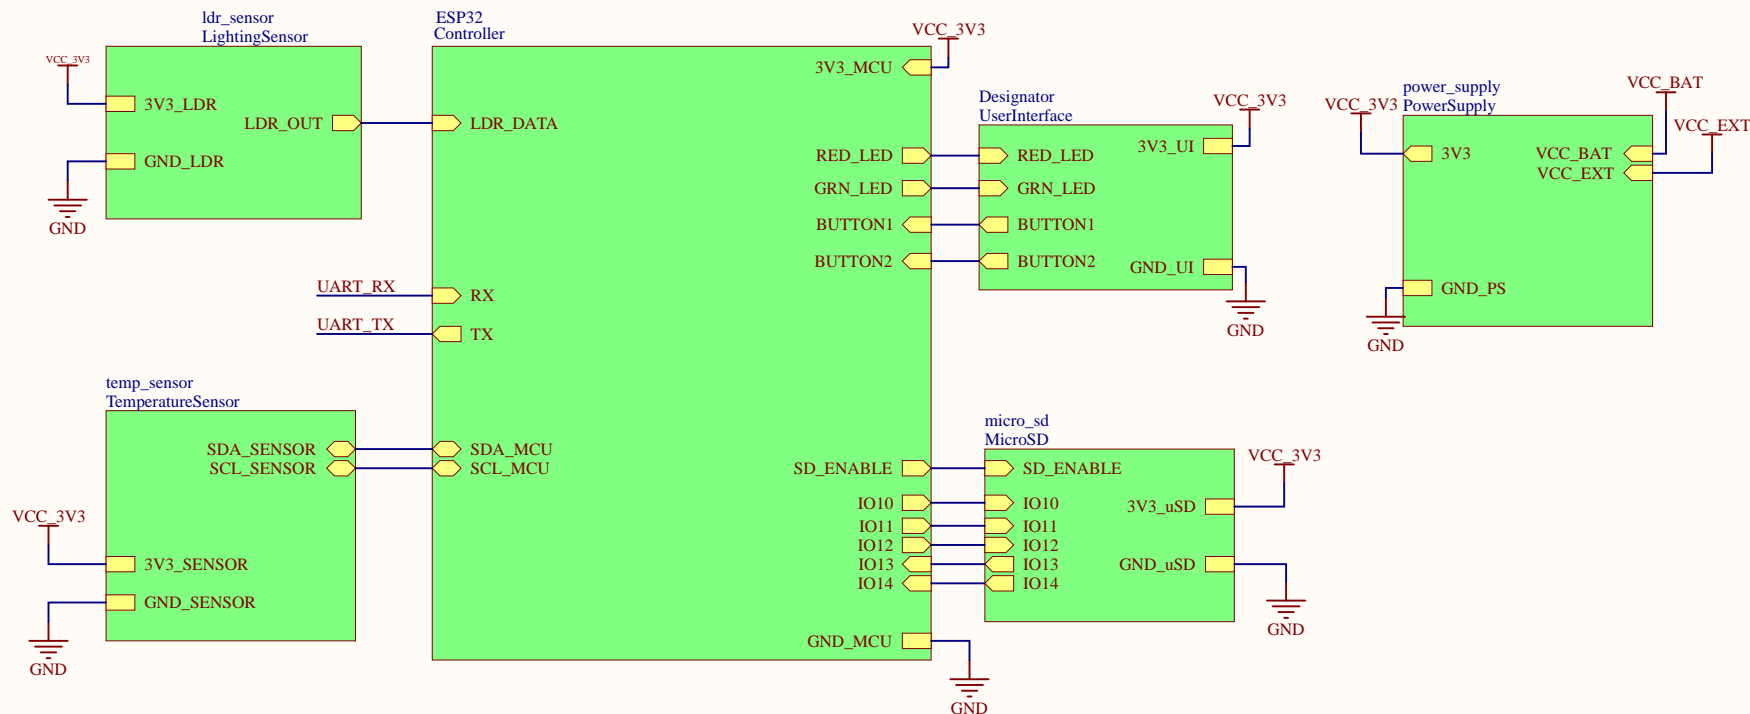 ldr_sensor
LightingSensor
VCC_3V3
3V3_LDR
LDR_OUT
GND_LDR
GND
ESP32
Controller
VCC_3V3
3V3_MCU
LDR_DATA
RED_LED
GRN_LED
BUTTON1
BUTTON2
UART_RX
RX
UART_TX
TX
SDA_MCU
SCL_MCU
SD_ENABLE
IO10
IO11
IO12
IO13
IO14
GND_MCU
GND
Designator
UserInterface
VCC_3V3
3V3_UI
RED_LED
GRN_LED
BUTTON1
BUTTON2
GND_UI
GND
power_supply
PowerSupply
VCC_3V3
VCC_BAT
VCC_EXT
3V3
VCC_BAT
VCC_EXT
GND_PS
GND
temp_sensor
TemperatureSensor
SDA_SENSOR
SCL_SENSOR
VCC_3V3
3V3_SENSOR
GND_SENSOR
GND
micro_sd
MicroSD
VCC_3V3
SD_ENABLE
3V3_uSD
IO10
IO11
IO12
IO13
IO14
GND_uSD
GND